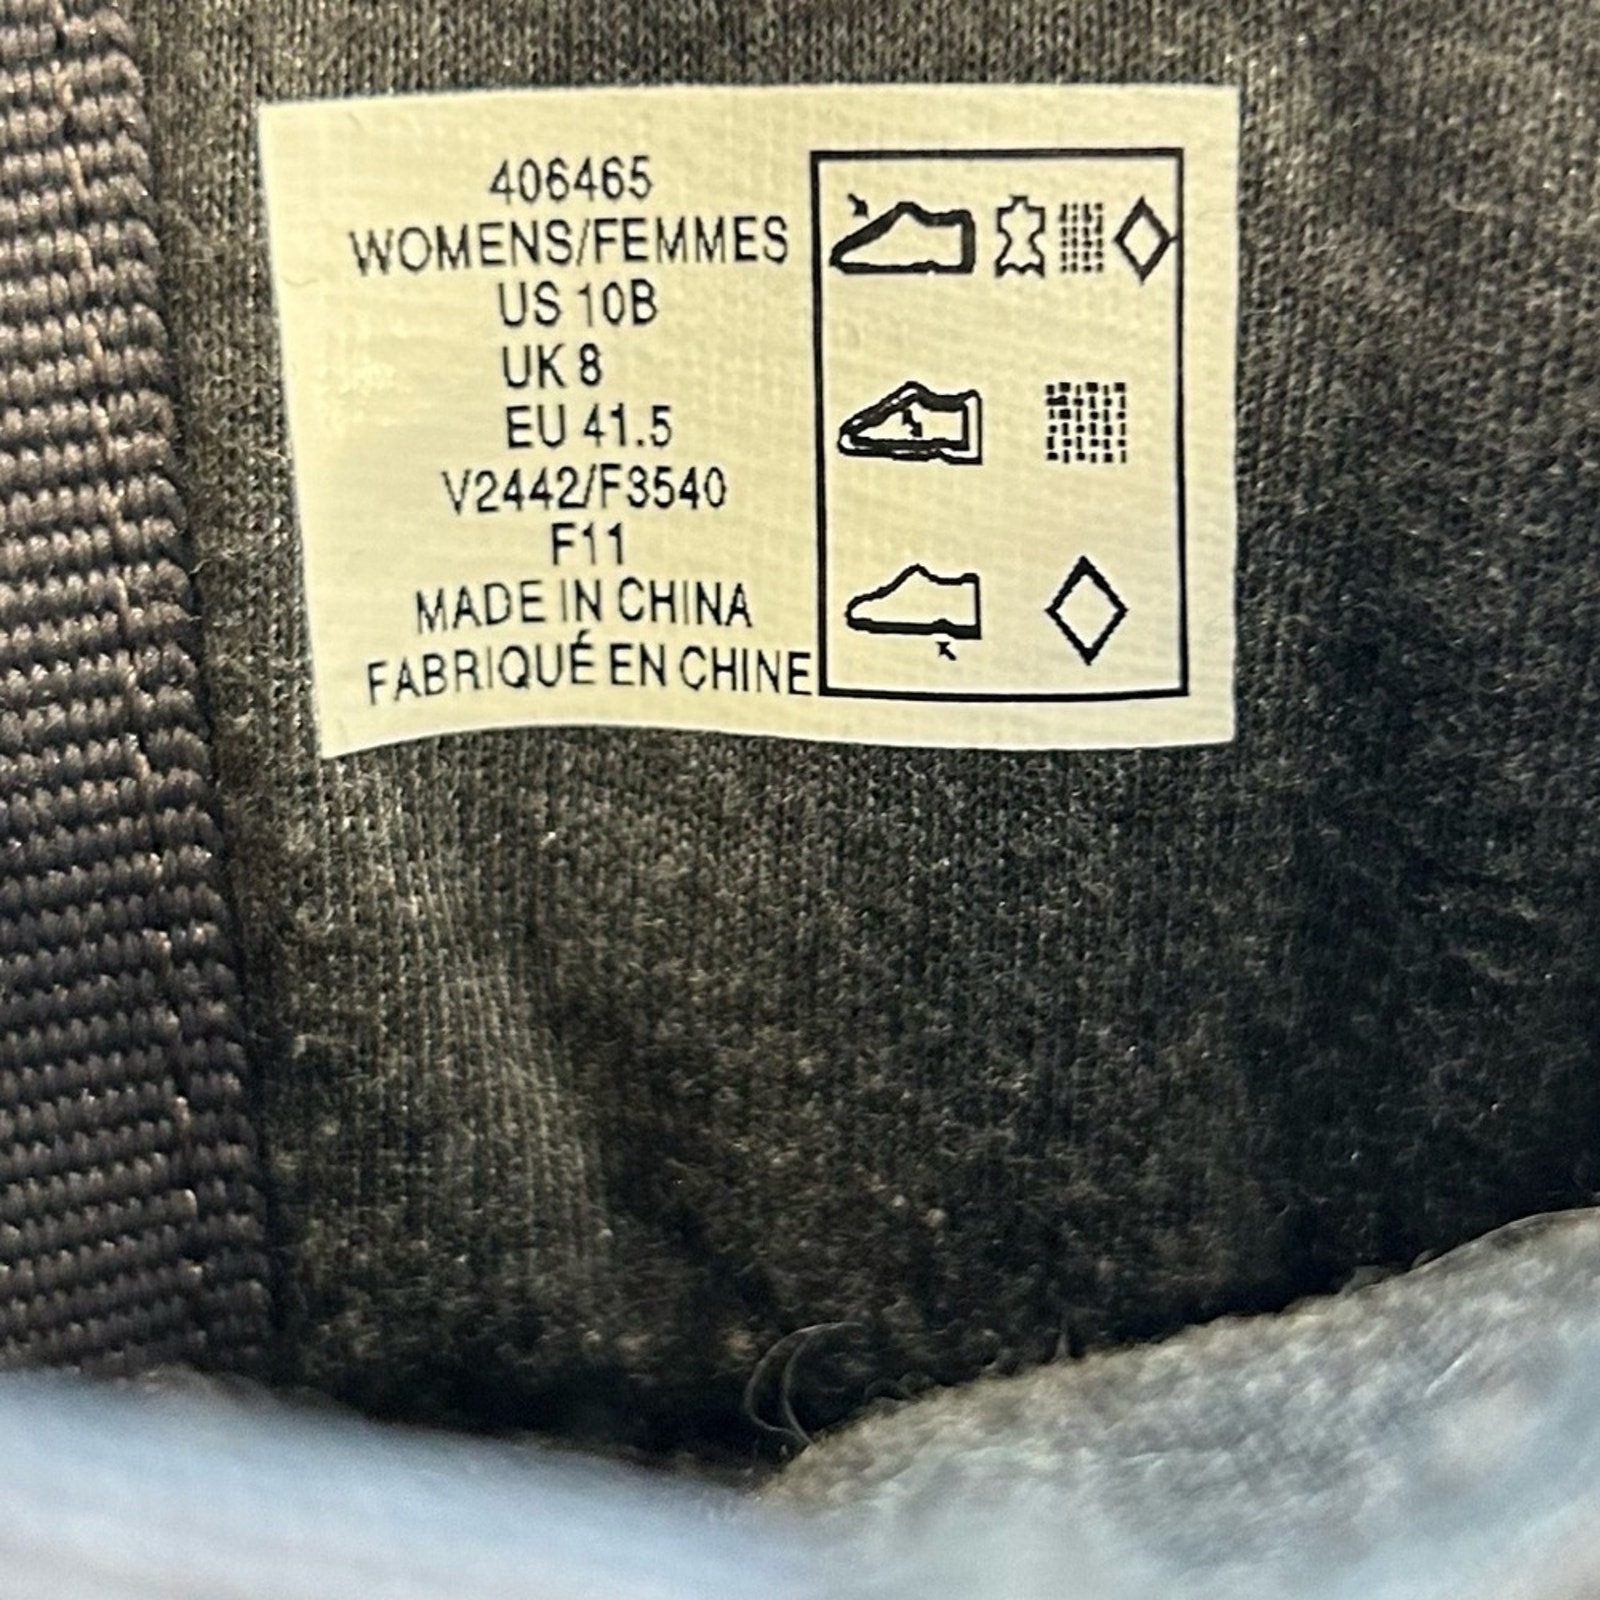 406465
WOMENS/FEMMES
US 10B
UK 8
EU 41.5
V2442/F3540
F11
MADE IN CHINA
FABRIQUÉ EN CHINE